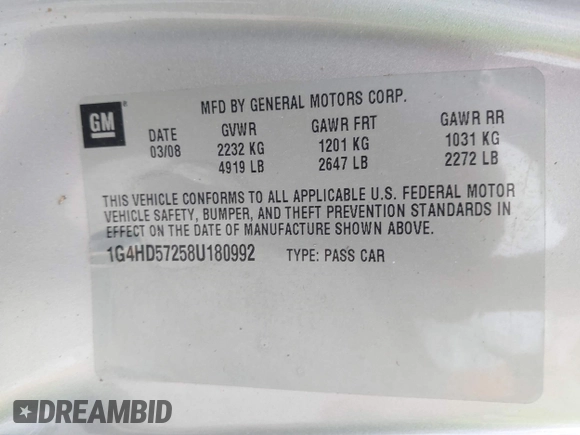 MFD BY GENERAL MOTORS CORP.
GM
DATE GVWR GAWR FRT GAWR RR
03/08 2232 KG 1201 KG 1031 KG
4919 LB 2647 LB 2272 LB
THIS VEHICLE CONFORMS TO ALL APPLICABLE U.S. FEDERAL MOTOR
VEHICLE SAFETY, BUMPER, AND THEFT PREVENTION STANDARDS IN
EFFECT ON THE DATE OF MANUFACTURE SHOWN ABOVE.
1G4HD57258U180992 TYPE: PASS CAR
DREAMBID